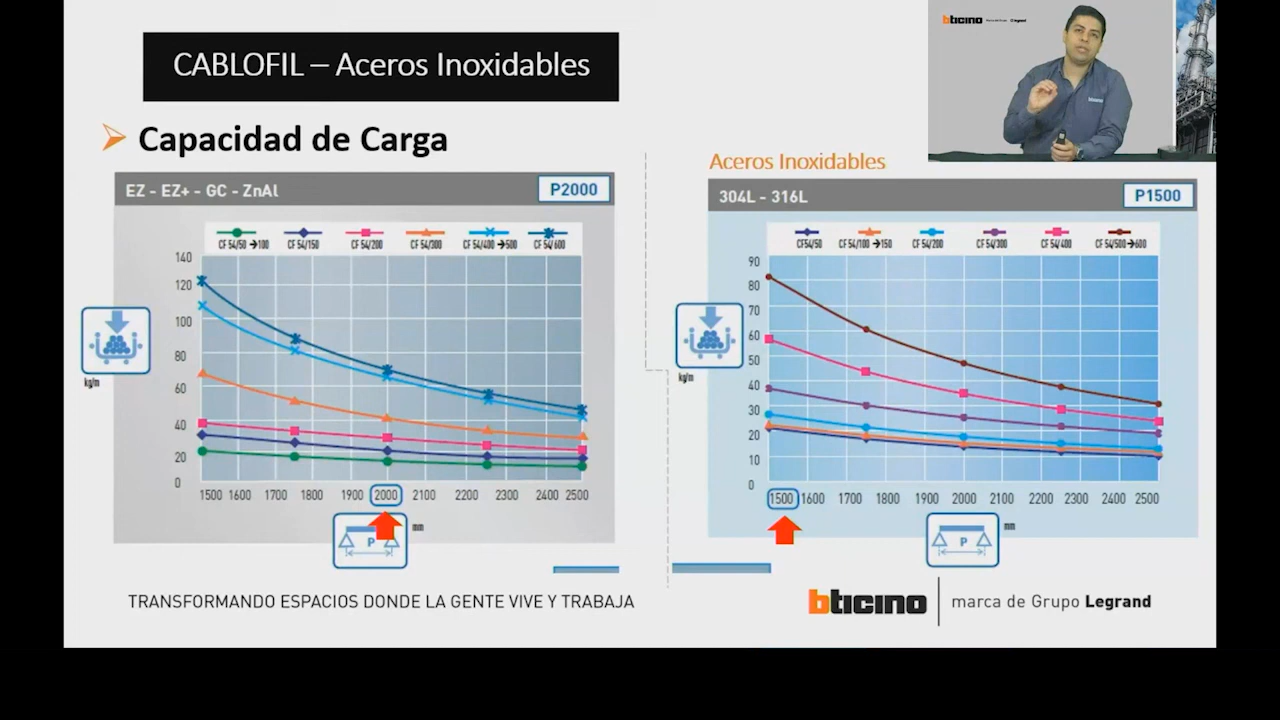 bticino
CABLOFIL – Aceros Inoxidables
Capacidad de Carga
EZ - EZ+ - GC - ZnAl
P2000
CF 54/50 ➔100
CF 54/150
CF 54/200
CF 54/300
CF 54/400 ➔500
CF 54/600
140
120
100
80
60
40
20
0
kg/m
1500 1600 1700 1800 1900 2000 2100 2200 2300 2400 2500
P
mm
Aceros Inoxidables
304L - 316L
P1500
CF54/50
CF 54/100➔150
CF 54/200
CF 54/300
CF 54/400
CF 54/500➔600
90
80
70
60
50
40
30
20
10
0
kg/m
1500 1600 1700 1800 1900 2000 2100 2200 2300 2400 2500
P
mm
TRANSFORMANDO ESPACIOS DONDE LA GENTE VIVE Y TRABAJA
bticino
marca de Grupo Legrand